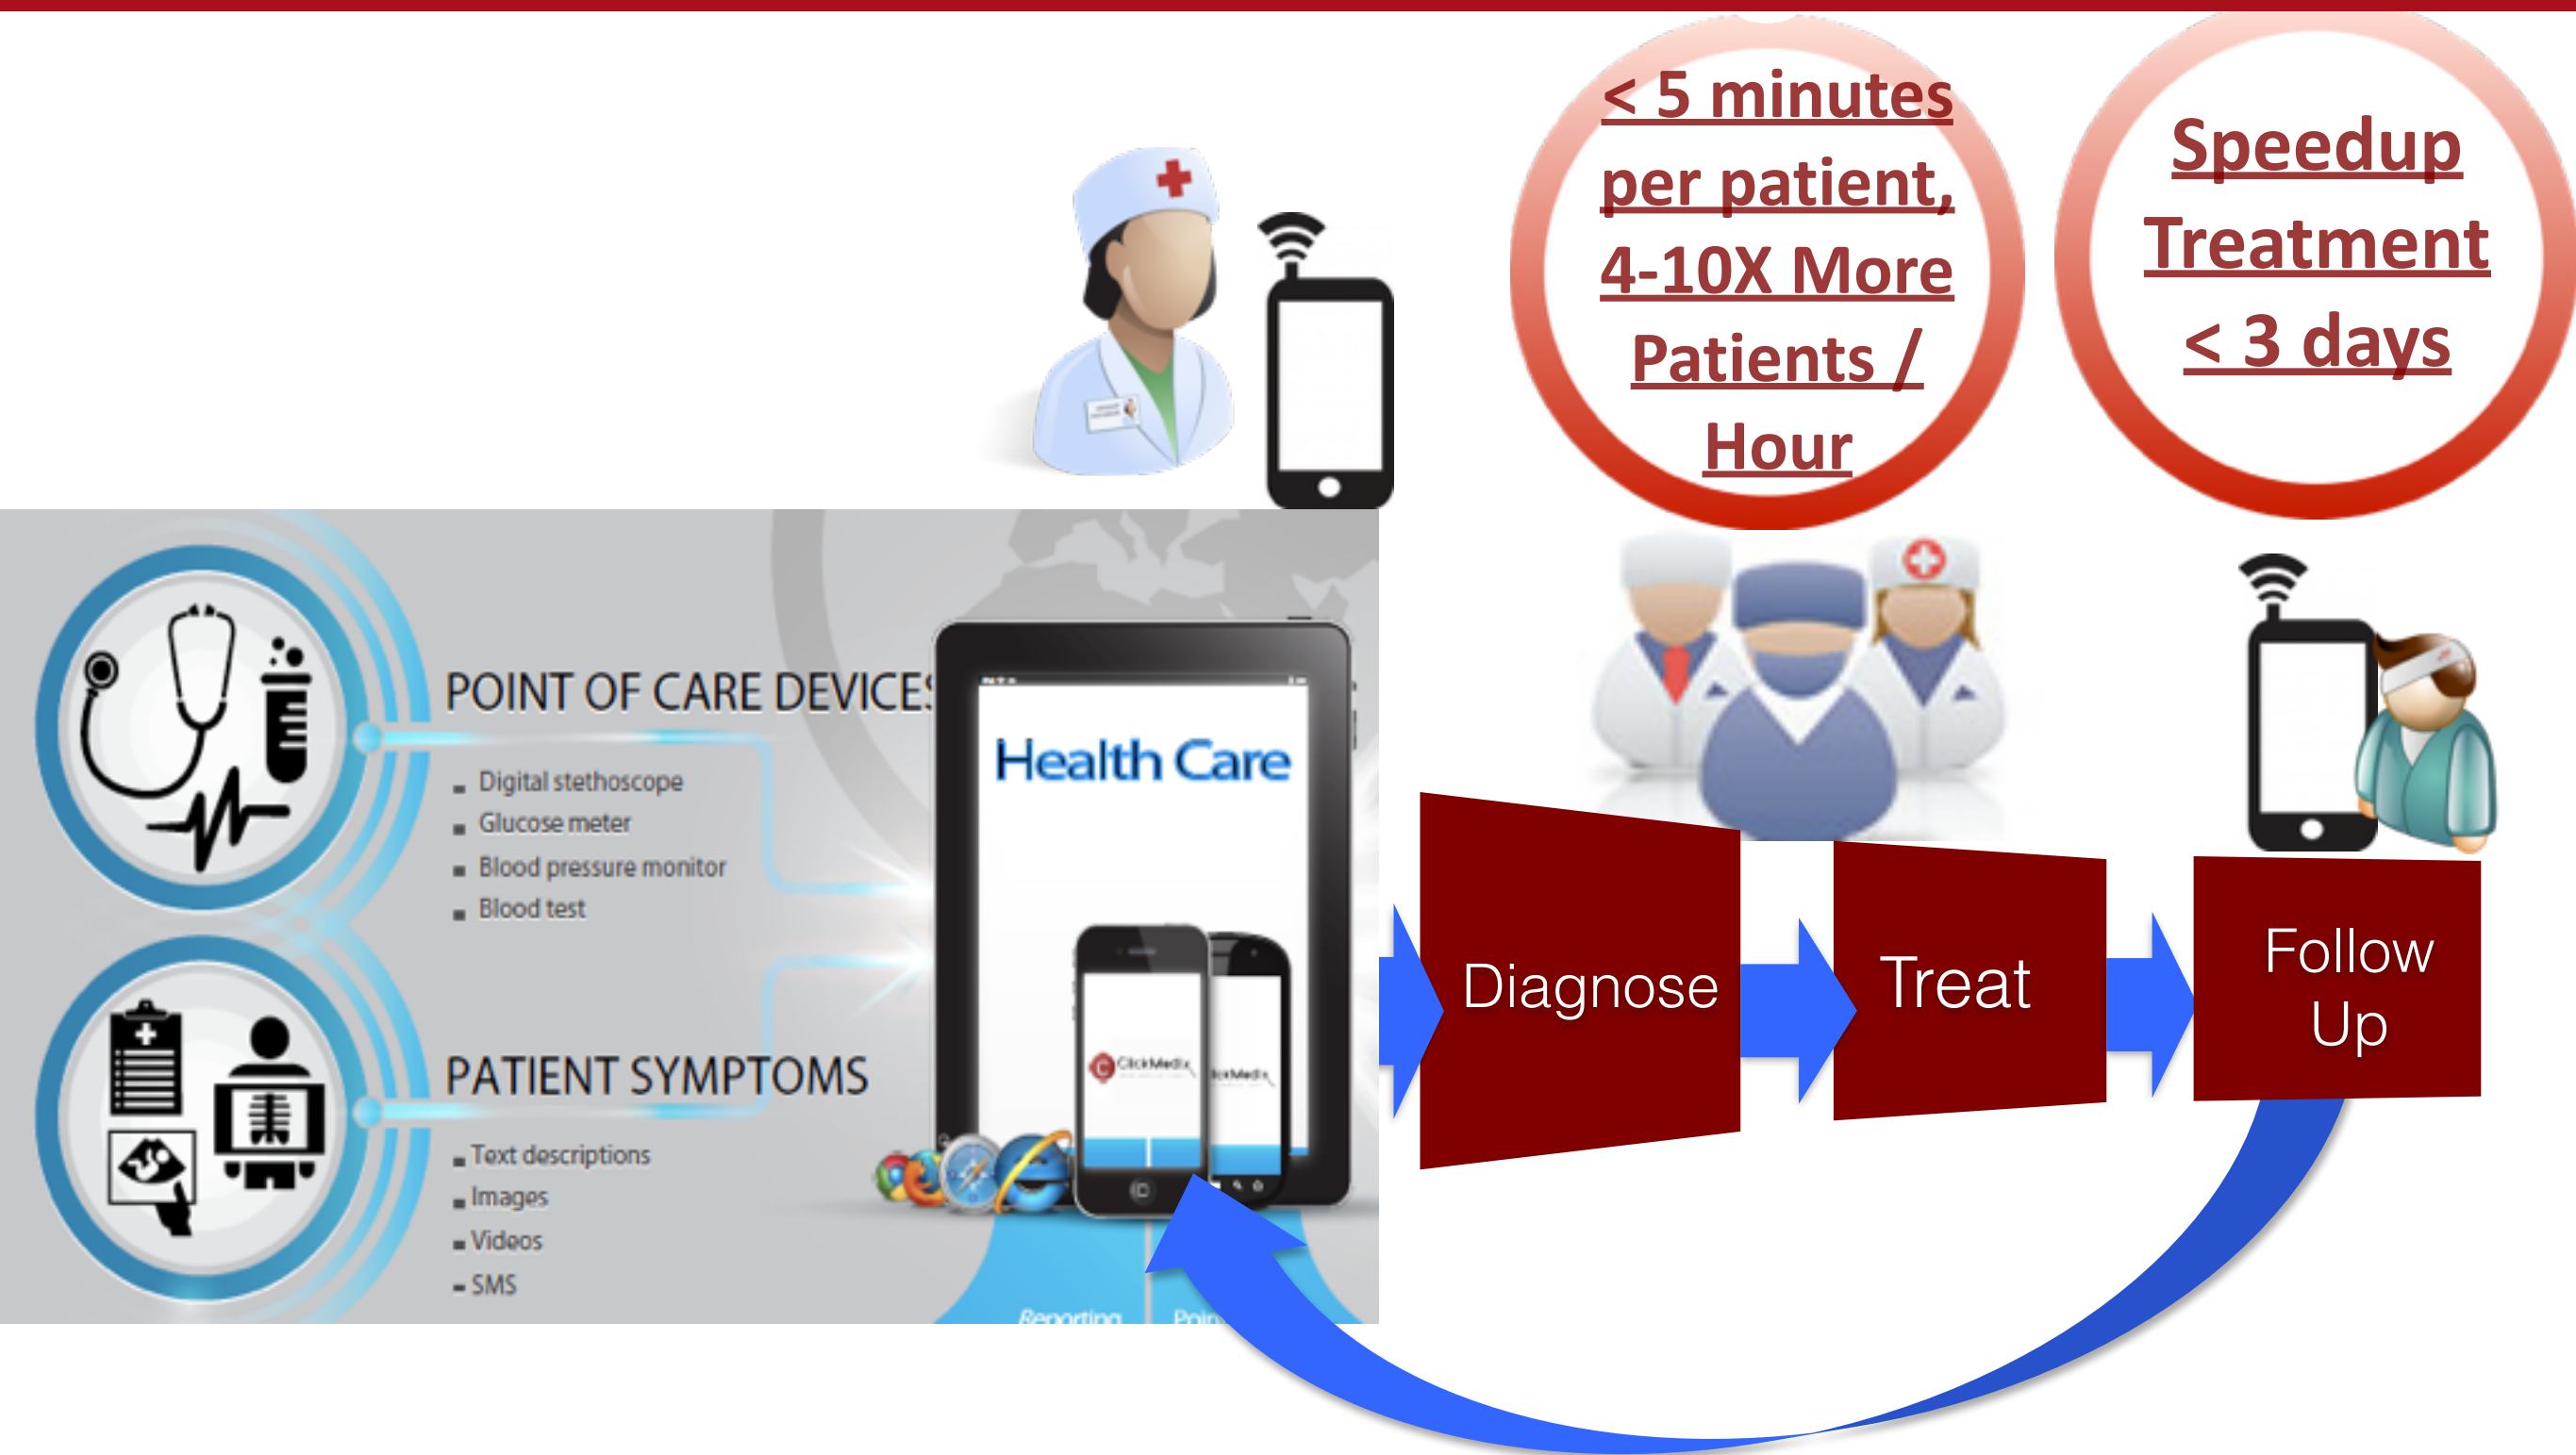 < 5 minutes
per patient,
4-10X More
Patients /
Hour
Speedup
Treatment
< 3 days
POINT OF CARE DEVICES
Digital stethoscope
Glucose meter
Blood pressure monitor
Blood test
PATIENT SYMPTOMS
Text descriptions
Images
Videos
SMS
Health Care
ClickMedix
Reporting
Diagnose
Treat
Follow
Up